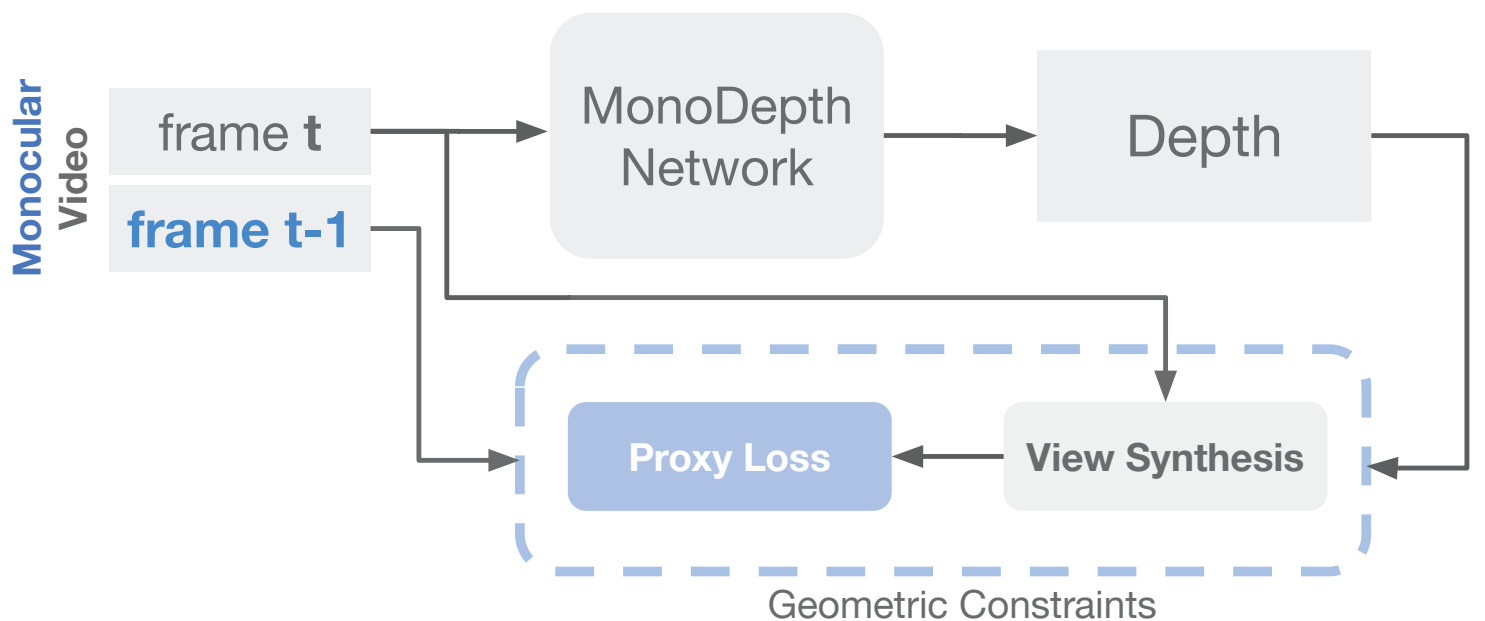 Monocular
Video
frame t
frame t-1
MonoDepth
Network
Depth
Proxy Loss
View Synthesis
Geometric Constraints